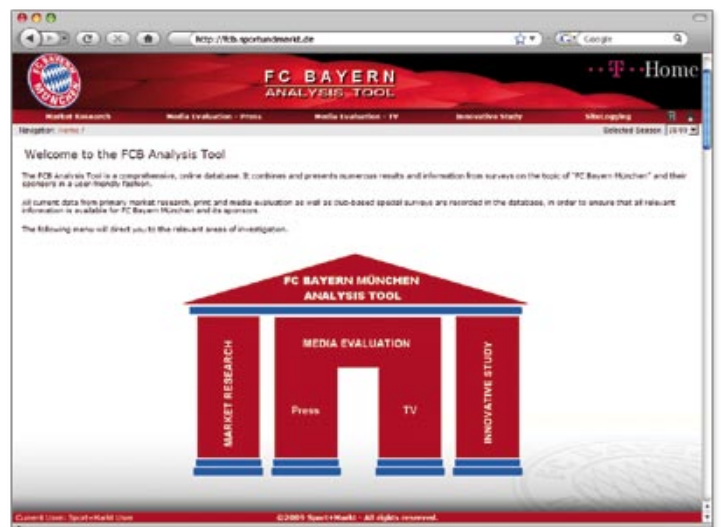 http://fcb.sportundmarkt.de
Google
FC BAYERN
MÜNCHEN
FC BAYERN
ANALYSIS TOOL
T Home
Market Research
Media Evaluation - Press
Media Evaluation - TV
Innovative Study
SiteLogging
Navigation: Home /
Selected Season
Welcome to the FCB Analysis Tool
The FCB Analysis Tool is a comprehensive, online database. It combines and presents numerous results and information from surveys on the topic of "FC Bayern München" and their
sponsors in a user-friendly fashion.
All current data from primary market research, print and media evaluation as well as club-based special surveys are recorded in the database, in order to ensure that all relevant
information is available for FC Bayern München and its sponsors.
The following menu will direct you to the relevant areas of investigation.
FC BAYERN MÜNCHEN
ANALYSIS TOOL
MARKET RESEARCH
MEDIA EVALUATION
Press
TV
INNOVATIVE STUDY
Current User: Sport+Markt User
©2009 Sport+Markt - All rights reserved.